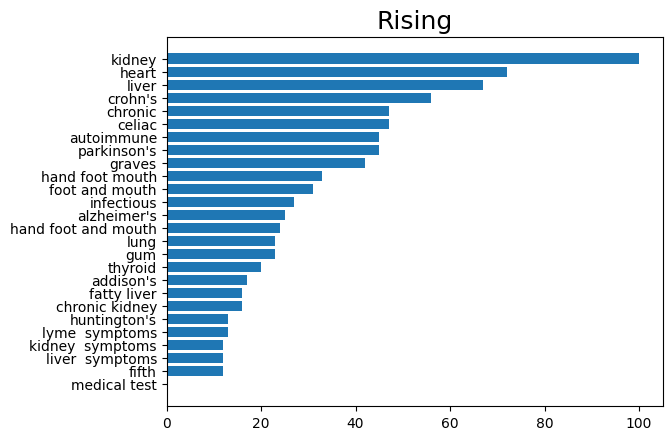 Rising
kidney
heart
liver
crohn's
chronic
celiac
autoimmune
parkinson's
graves
hand foot mouth
foot and mouth
infectious
alzheimer's
hand foot and mouth
lung
gum
thyroid
addison's
fatty liver
chronic kidney
huntington's
lyme  symptoms
kidney  symptoms
liver  symptoms
fifth
medical test
0 20 40 60 80 100